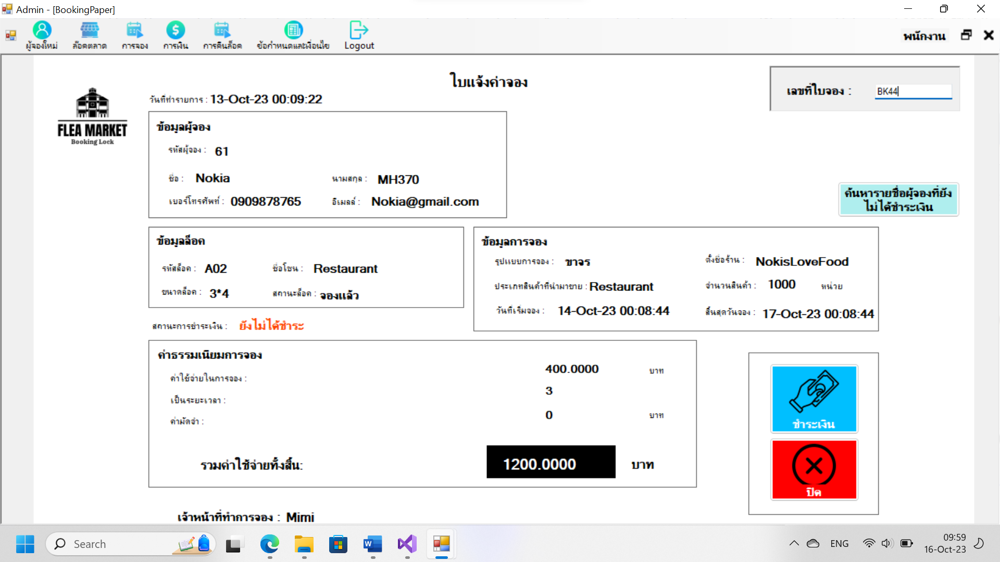 Admin - [BookingPaper]
ผู้จองใหม่ ล๊อคตลาด การจอง การเงิน การคืนล็อค ข้อกำหนดและเงื่อนไข Logout พนักงาน
ใบแจ้งค่าจอง
เลขที่ใบจอง : BK44
วันที่ทำรายการ : 13-Oct-23 00:09:22
FLEA MARKET
Booking Lock
ข้อมูลผู้จอง
รหัสผู้จอง : 61
ชื่อ : Nokia นามสกุล : MH370
เบอร์โทรศัพท์ : 0909878765 อีเมลล์ : Nokia@gmail.com
ค้นหารายชื่อผู้จองที่ยัง
ไม่ได้ชำระเงิน
ข้อมูลล็อค
รหัสล็อค : A02 ชื่อโซน : Restaurant
ขนาดล็อค : 3*4 สถานะล็อค : จองแล้ว
ข้อมูลการจอง
รูปแบบการจอง : ขาจร ตั้งชื่อร้าน : NokisLoveFood
ประเภทสินค้าที่นำมาขาย : Restaurant จำนวนสินค้า : 1000 หน่วย
วันที่เริ่มจอง : 14-Oct-23 00:08:44 สิ้นสุดวันจอง : 17-Oct-23 00:08:44
สถานะการชำระเงิน : ยังไม่ได้ชำระ
ค่าธรรมเนียมการจอง
ค่าใช้จ่ายในการจอง : 400.0000 บาท
เป็นระยะเวลา : 3
ค่ามัดจำ : 0 บาท
รวมค่าใช้จ่ายทั้งสิ้น: 1200.0000 บาท
ชำระเงิน
ปิด
เจ้าหน้าที่ทำการจอง : Mimi
Search
ENG
09:59
16-Oct-23